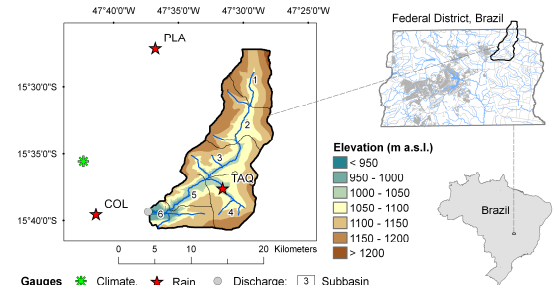 47°40'0"W 47°35'0"W 47°30'0"W 47°25'0"W
PLA
Federal District, Brazil
15°30'0"S
15°35'0"S
15°40'0"S
1
2
3
TAQ
5
4
6
COL
Elevation (m a.s.l.)
< 950
950 - 1000
1000 - 1050
1050 - 1100
1100 - 1150
1150 - 1200
> 1200
Brazil
0 5 10 20 Kilometers
Gauges Climate, Rain Discharge; 3 Subbasin